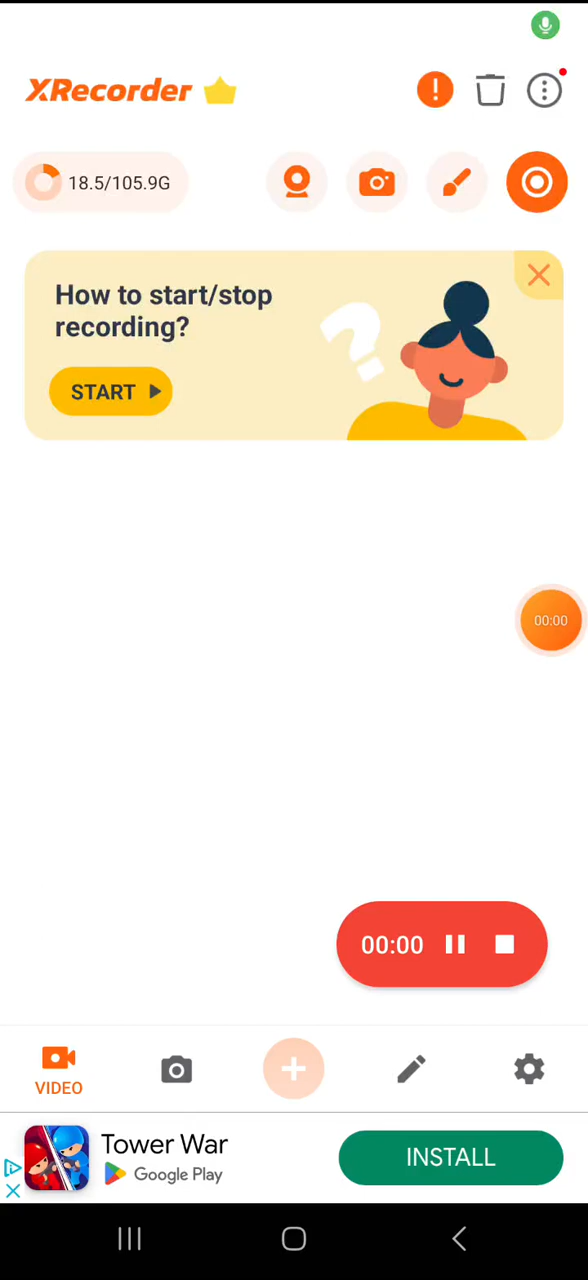 XRecorder
18.5/105.9G
How to start/stop
recording?
START
00:00
00:00
VIDEO
Tower War
Google Play
INSTALL